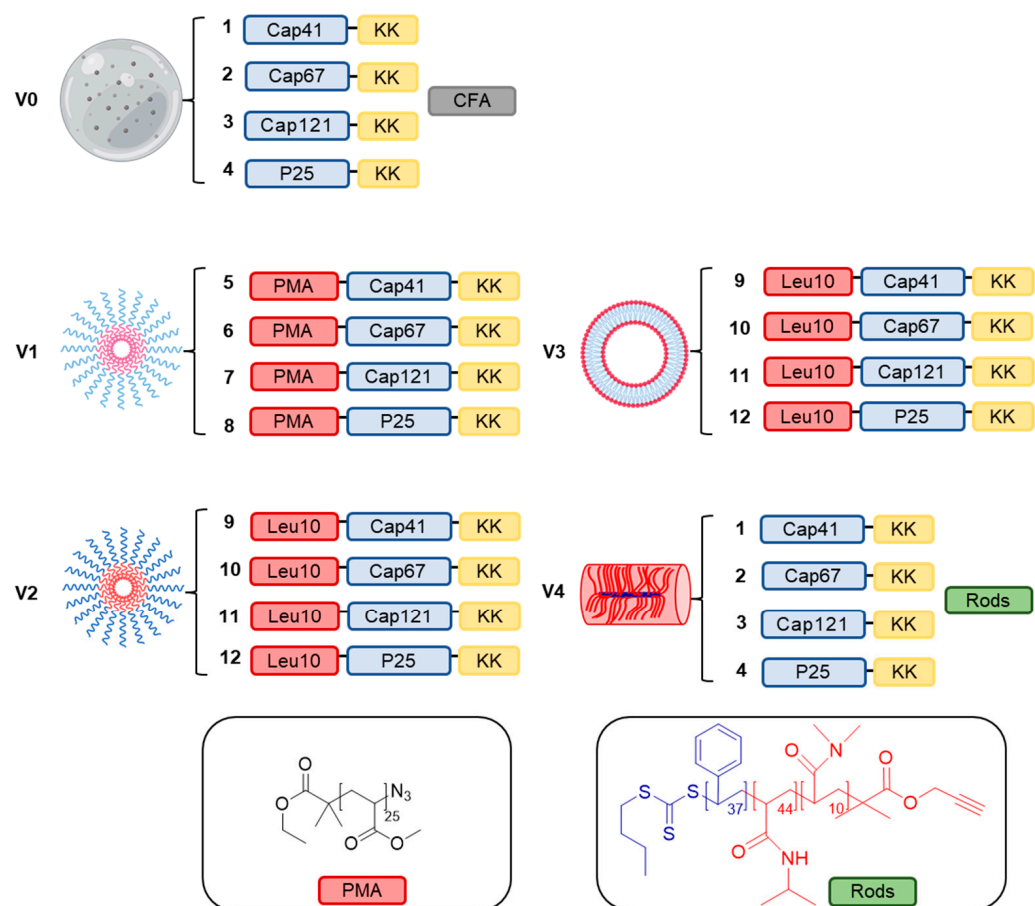 V0
1 Cap41 KK
2 Cap67 KK
CFA
3 Cap121 KK
4 P25 KK
V1
5 PMA Cap41 KK
6 PMA Cap67 KK
7 PMA Cap121 KK
8 PMA P25 KK
V3
9 Leu10 Cap41 KK
10 Leu10 Cap67 KK
11 Leu10 Cap121 KK
12 Leu10 P25 KK
V2
9 Leu10 Cap41 KK
10 Leu10 Cap67 KK
11 Leu10 Cap121 KK
12 Leu10 P25 KK
V4
1 Cap41 KK
2 Cap67 KK
Rods
3 Cap121 KK
4 P25 KK
O
N3
O
25
O
O
PMA
N
O
O
S
S
37
44
10
O
S
O
NH
Rods